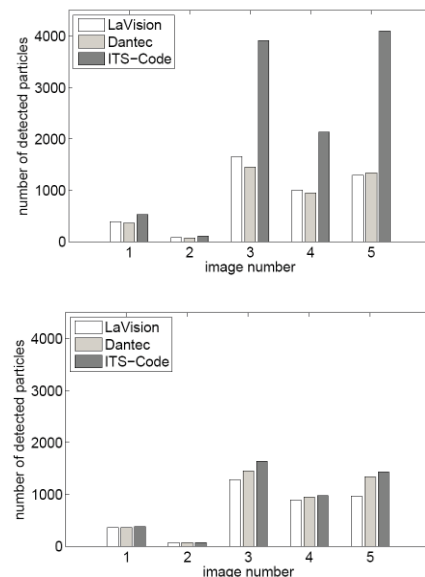 4000
3000
2000
1000
0
number of detected particles
LaVision
Dantec
ITS-Code
1 2 3 4 5
image number
4000
3000
2000
1000
0
number of detected particles
LaVision
Dantec
ITS-Code
1 2 3 4 5
image number